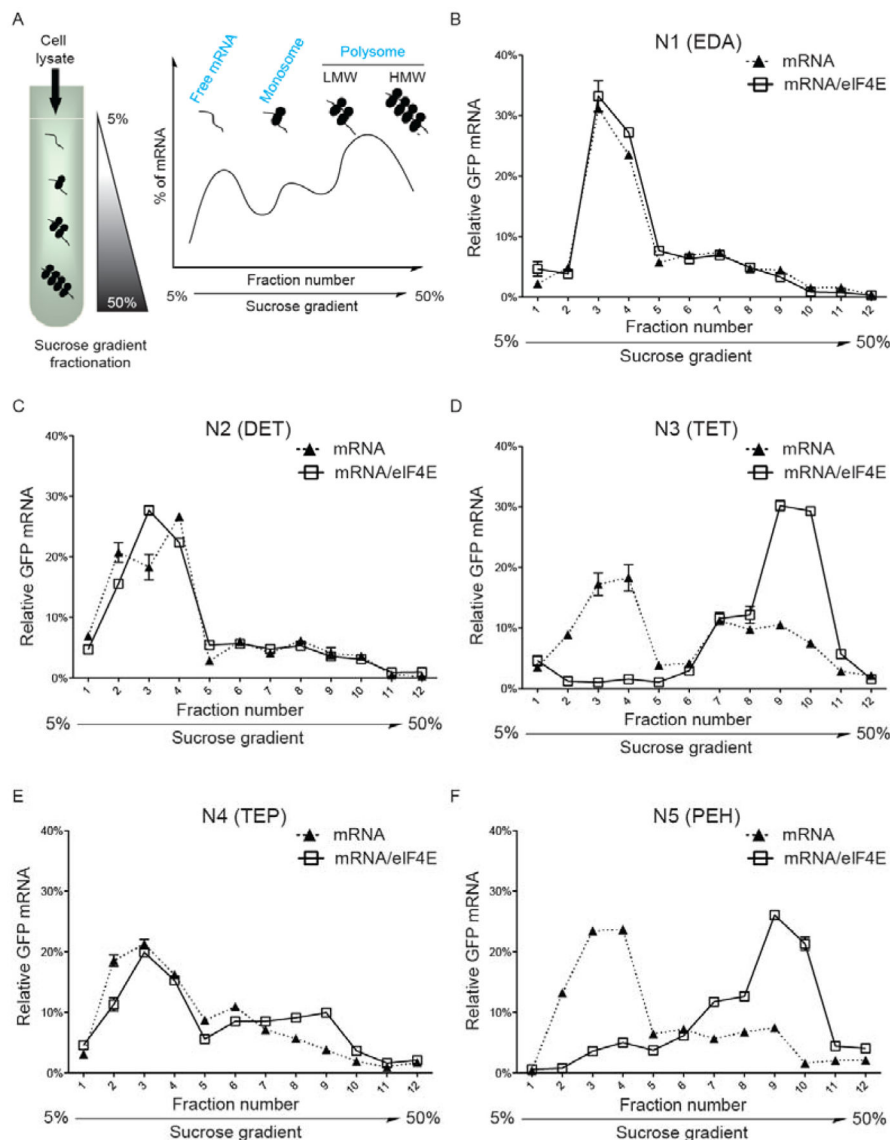 A
Cell
lysate
5%
50%
Sucrose gradient
fractionation
% of mRNA
Free mRNA
Monosome
Polysome
LMW
HMW
Fraction number
5%
50%
Sucrose gradient
B
N1 (EDA)
mRNA
mRNA/eIF4E
Relative GFP mRNA
40%
30%
20%
10%
0%
1 2 3 4 5 6 7 8 9 10 11 12
Fraction number
5%
50%
Sucrose gradient
C
N2 (DET)
mRNA
mRNA/eIF4E
Relative GFP mRNA
40%
30%
20%
10%
0%
1 2 3 4 5 6 7 8 9 10 11 12
Fraction number
5%
50%
Sucrose gradient
D
N3 (TET)
mRNA
mRNA/eIF4E
Relative GFP mRNA
40%
30%
20%
10%
0%
1 2 3 4 5 6 7 8 9 10 11 12
Fraction number
5%
50%
Sucrose gradient
E
N4 (TEP)
mRNA
mRNA/eIF4E
Relative GFP mRNA
40%
30%
20%
10%
0%
1 2 3 4 5 6 7 8 9 10 11 12
Fraction number
5%
50%
Sucrose gradient
F
N5 (PEH)
mRNA
mRNA/eIF4E
Relative GFP mRNA
40%
30%
20%
10%
0%
1 2 3 4 5 6 7 8 9 10 11 12
Fraction number
5%
50%
Sucrose gradient